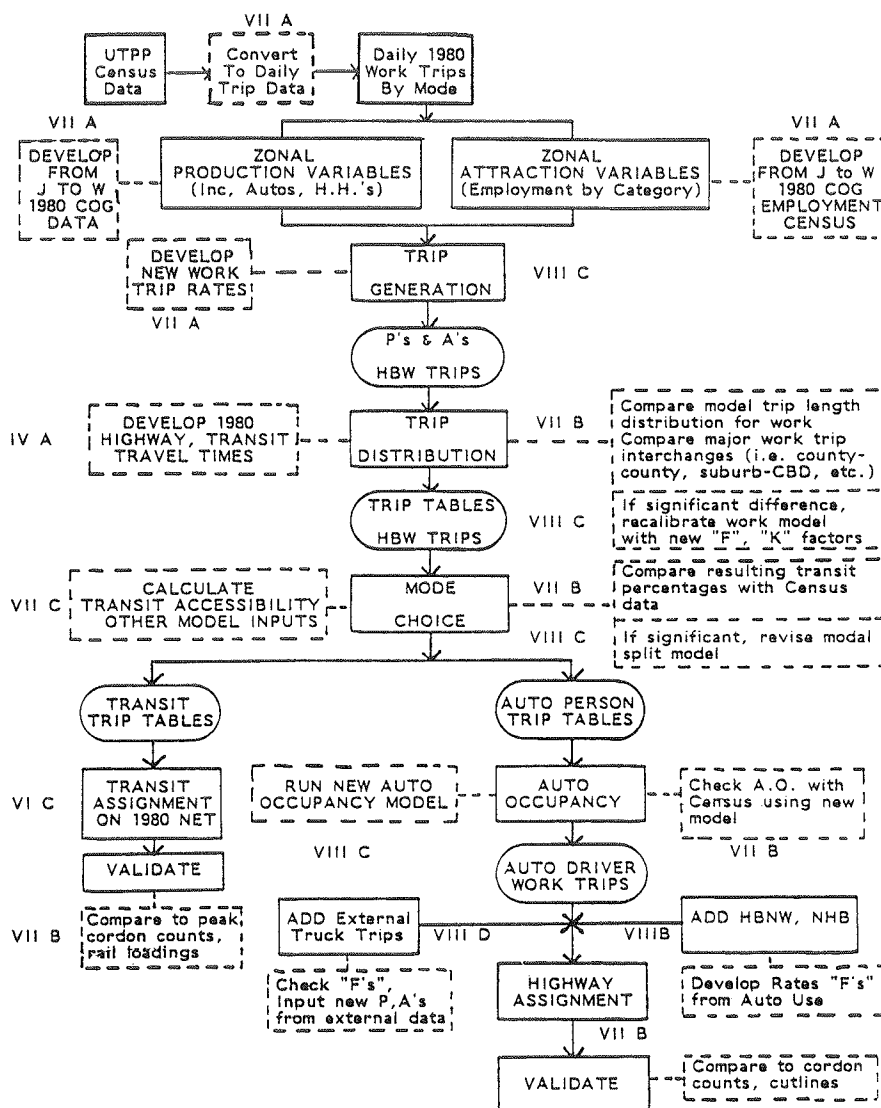 VII A
UTPP
Census
Data
Convert
To Daily
Trip Data
Daily 1980
Work Trips
By Mode
VII A
VII A
DEVELOP
FROM
J TO W
1980 COG
DATA
ZONAL
PRODUCTION VARIABLES
(Inc, Autos, H.H.'s)
ZONAL
ATTRACTION VARIABLES
(Employment by Category)
DEVELOP
FROM J to W
1980 COG
EMPLOYMENT
CENSUS
DEVELOP
NEW WORK
TRIP RATES
VII A
TRIP
GENERATION
VIII C
P's & A's
HBW TRIPS
IV A
DEVELOP 1980
HIGHWAY, TRANSIT
TRAVEL TIMES
TRIP
DISTRIBUTION
VII B
Compare model trip length
distribution for work
Compare major work trip
interchanges (i.e. county-
county, suburb-CBD, etc.)
TRIP TABLES
HBW TRIPS
VIII C
If significant difference,
recalibrate work model
with new "F", "K" factors
VII C
CALCULATE
TRANSIT ACCESSIBILITY
OTHER MODEL INPUTS
MODE
CHOICE
VII B
Compare resulting transit
percentages with Census
data
VIII C
If significant, revise modal
split model
TRANSIT
TRIP TABLES
AUTO PERSON
TRIP TABLES
VI C
TRANSIT
ASSIGNMENT
ON 1980 NET
RUN NEW AUTO
OCCUPANCY MODEL
AUTO
OCCUPANCY
Check A.O. with
Census using new
model
VALIDATE
VIII C
VII B
AUTO DRIVER
WORK TRIPS
VII B
Compare to peak
cordon counts,
rail loadings
ADD External
Truck Trips
VIII D
VIIIB
ADD HBNW, NHB
Check "F's",
Input new P,A's
from external data
HIGHWAY
ASSIGNMENT
Develop Rates "F's"
from Auto Use
VII B
VALIDATE
Compare to cordon
counts, cutlines